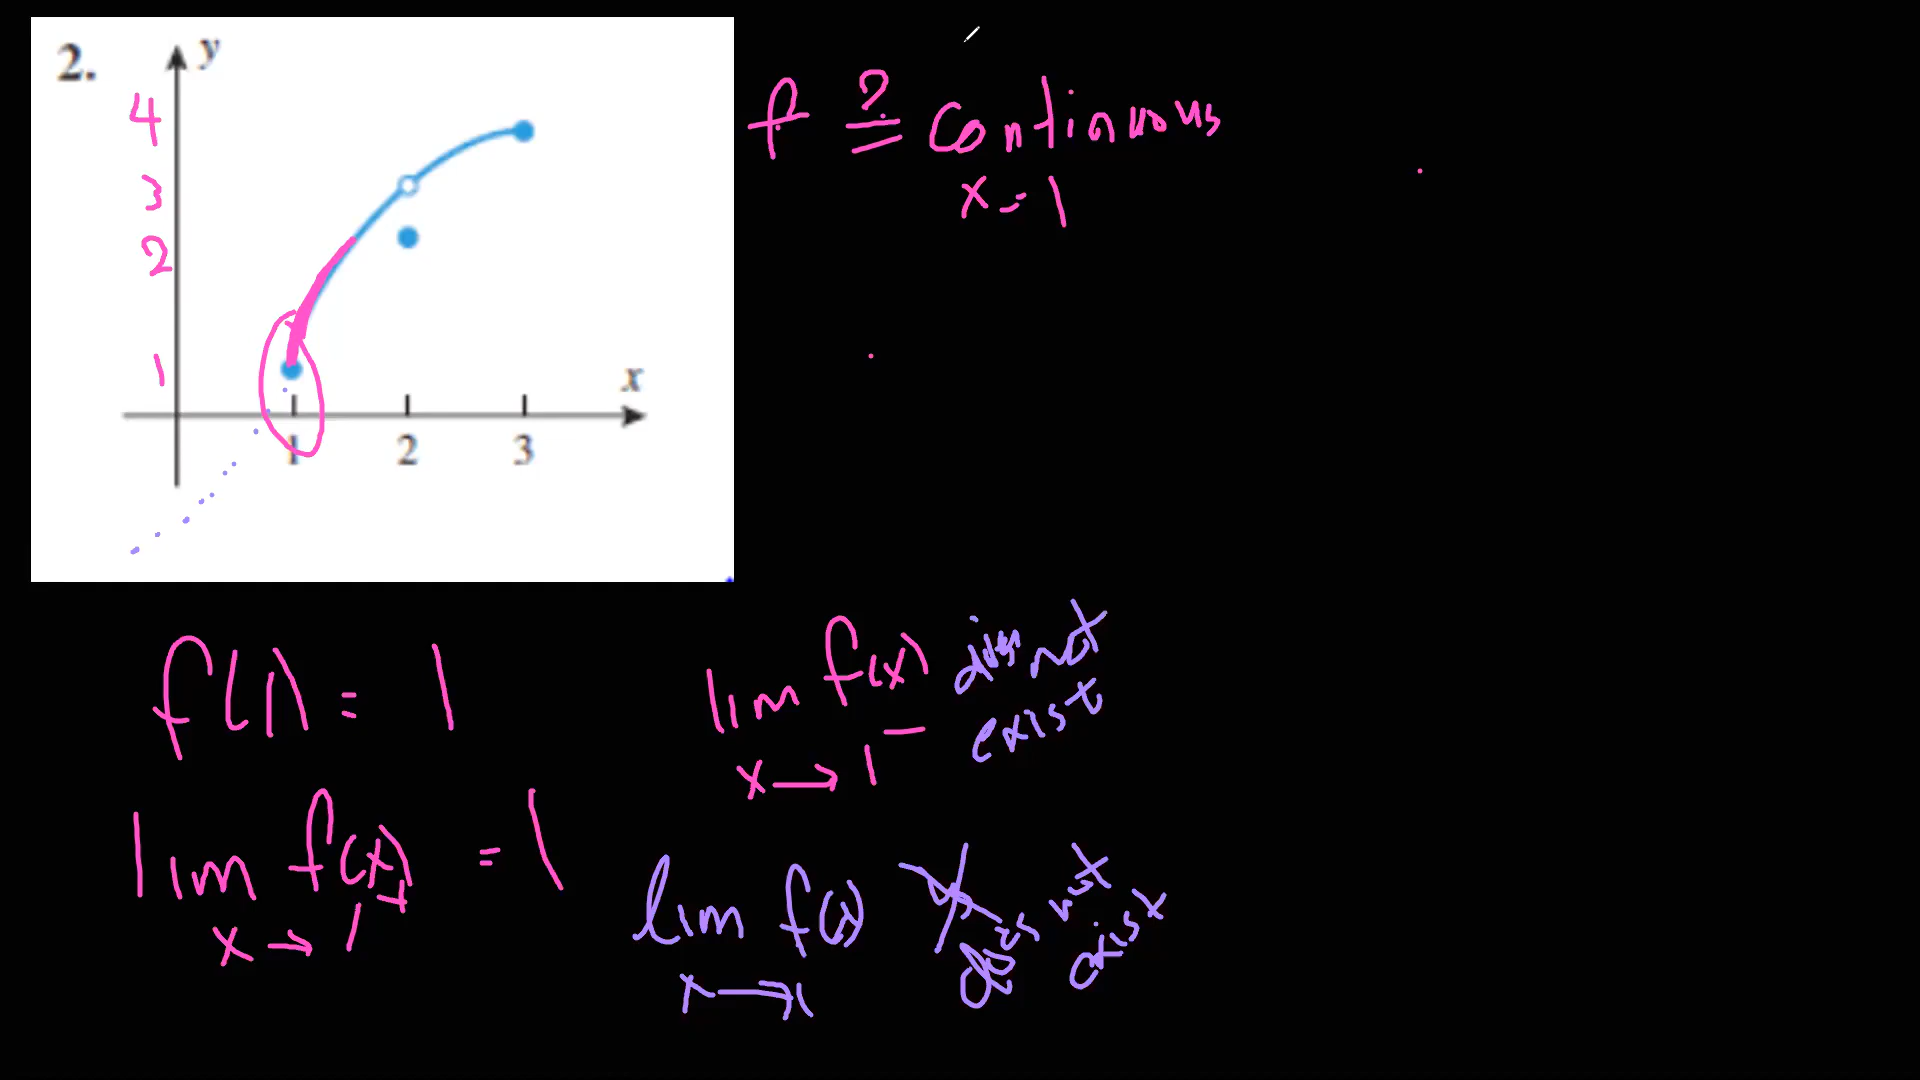 2.
y
4
3
2
1
x
1 2 3
f ?= continuous
x = 1
f(1) = 1
lim f(x) = 1
x → 1+
lim f(x) does not exist
x → 1−
lim f(x) does not exist
x → 1